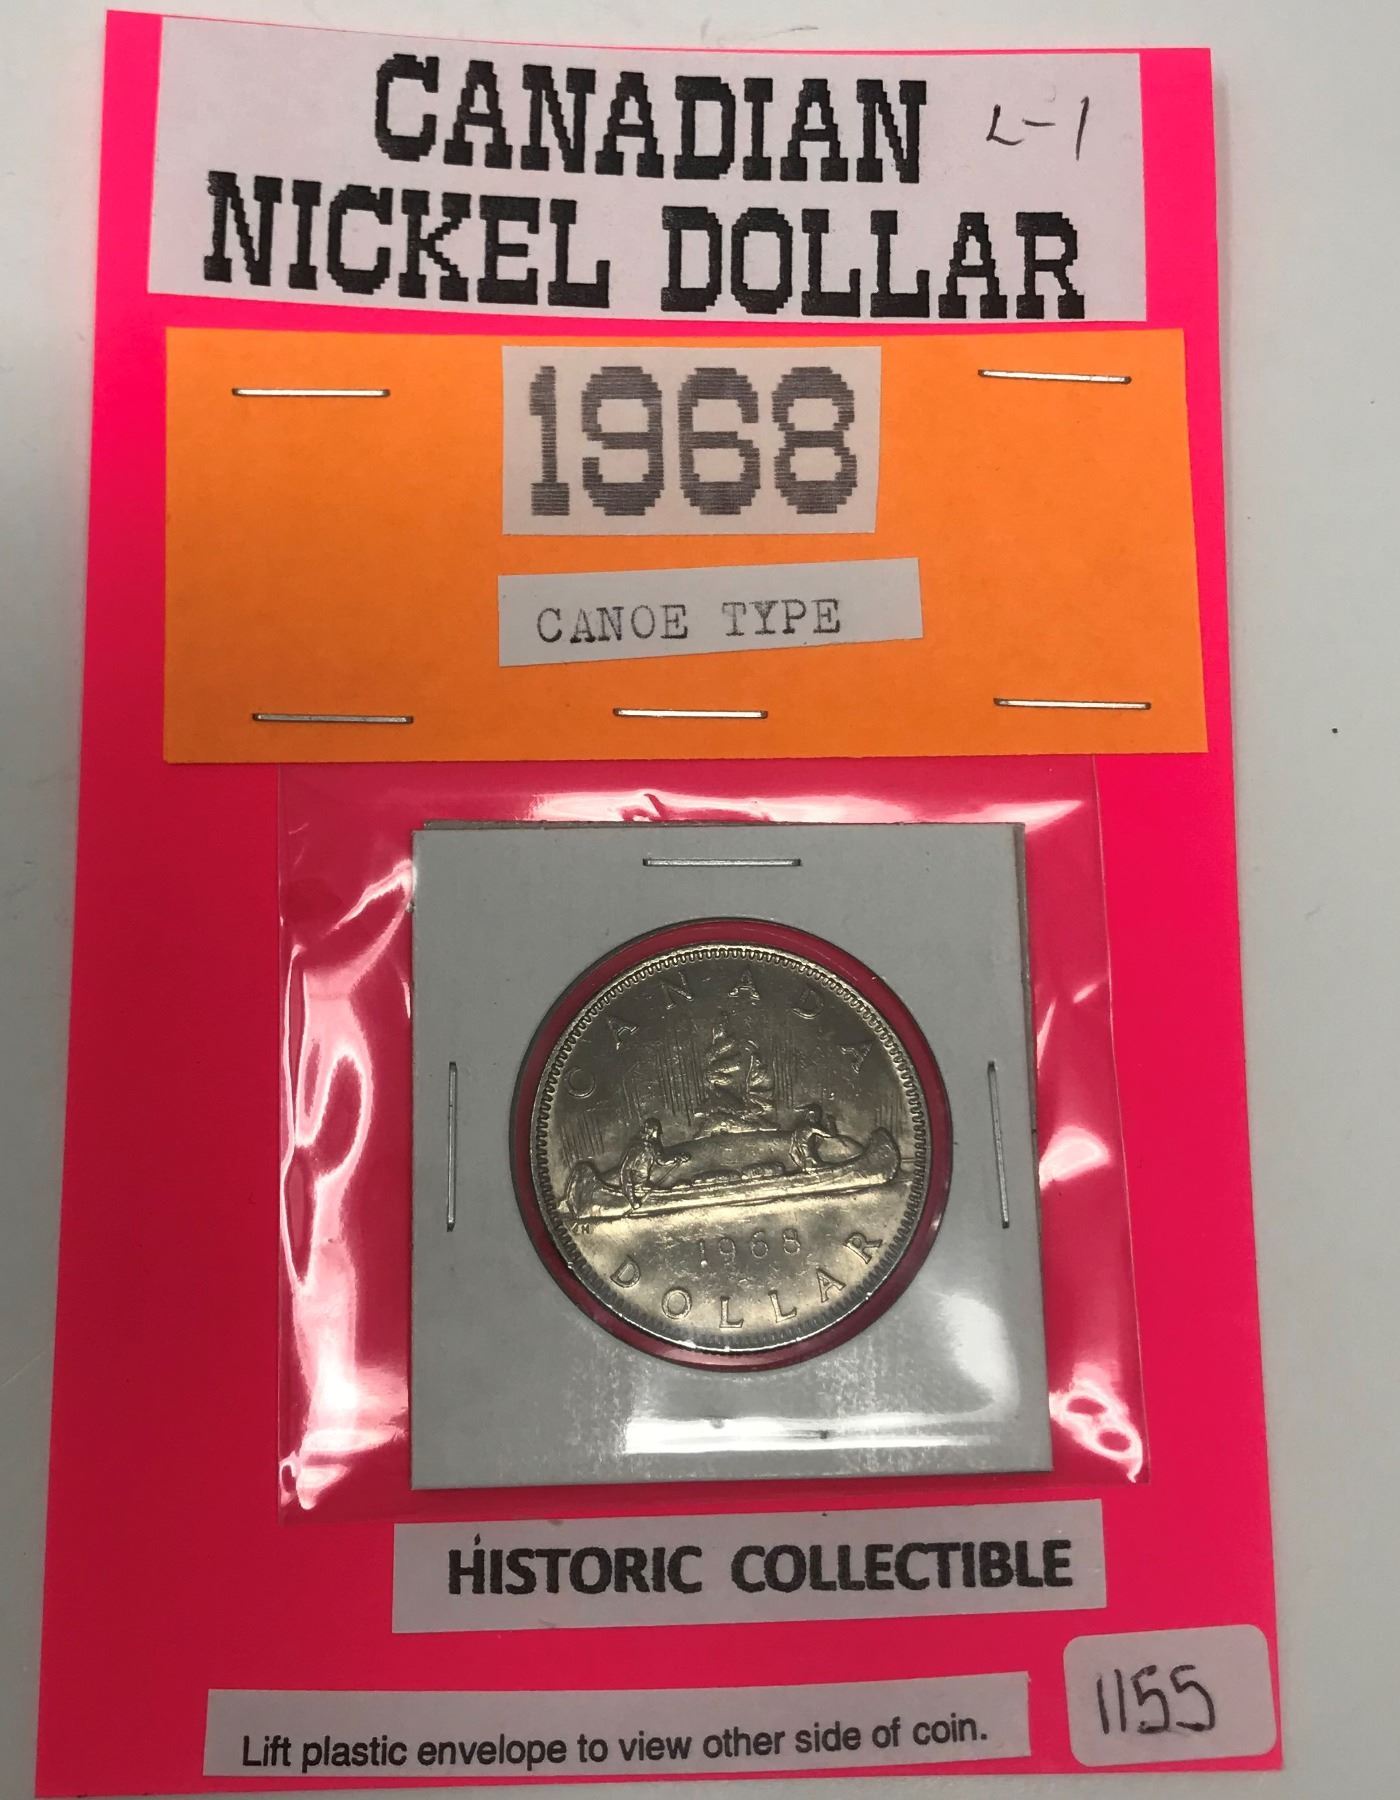 CANADIAN L-1
NICKEL DOLLAR
1968
CANOE TYPE
CANADA
1968
DOLLAR
HISTORIC COLLECTIBLE
1155
Lift plastic envelope to view other side of coin.